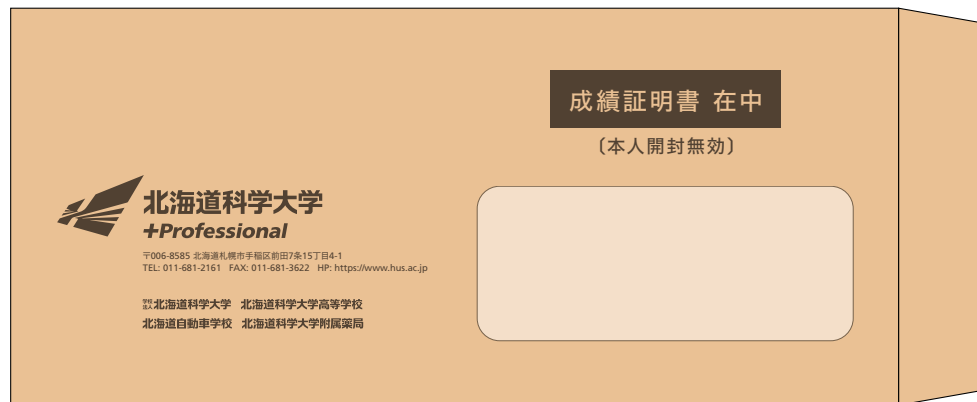 成績証明書 在中
〔本人開封無効〕
北海道科学大学
+Professional
〒006-8585 北海道札幌市手稲区前田7条15丁目4-1
TEL: 011-681-2161 FAX: 011-681-3622 HP: https://www.hus.ac.jp
学校法人 北海道科学大学 北海道科学大学高等学校
北海道自動車学校 北海道科学大学附属薬局